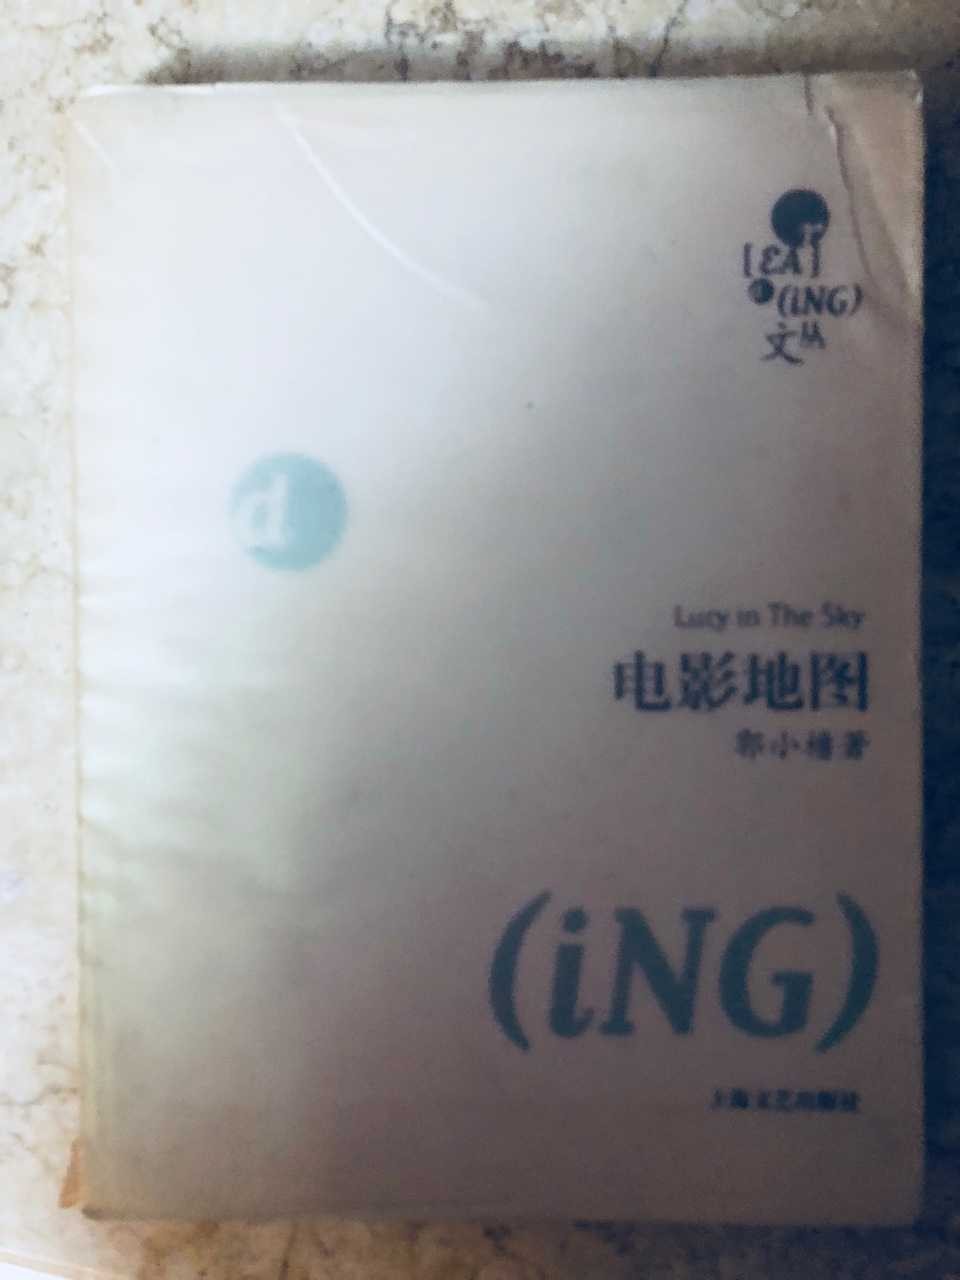 [EA]
d
(iNG)
文丛
d
Lucy in The Sky
电影地图
郭小橹著
(iNG)
上海文艺出版社